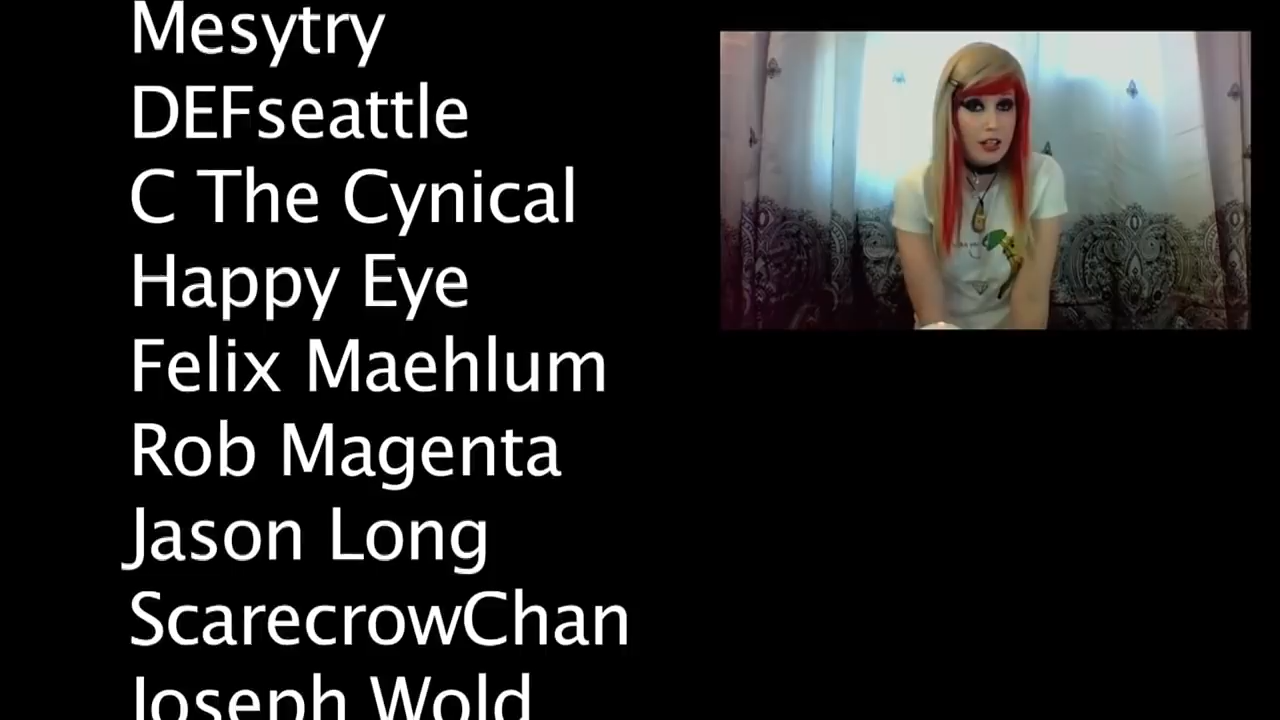 Mesytry
DEFseattle
C The Cynical
Happy Eye
Felix Maehlum
Rob Magenta
Jason Long
ScarecrowChan
Joseph Wold